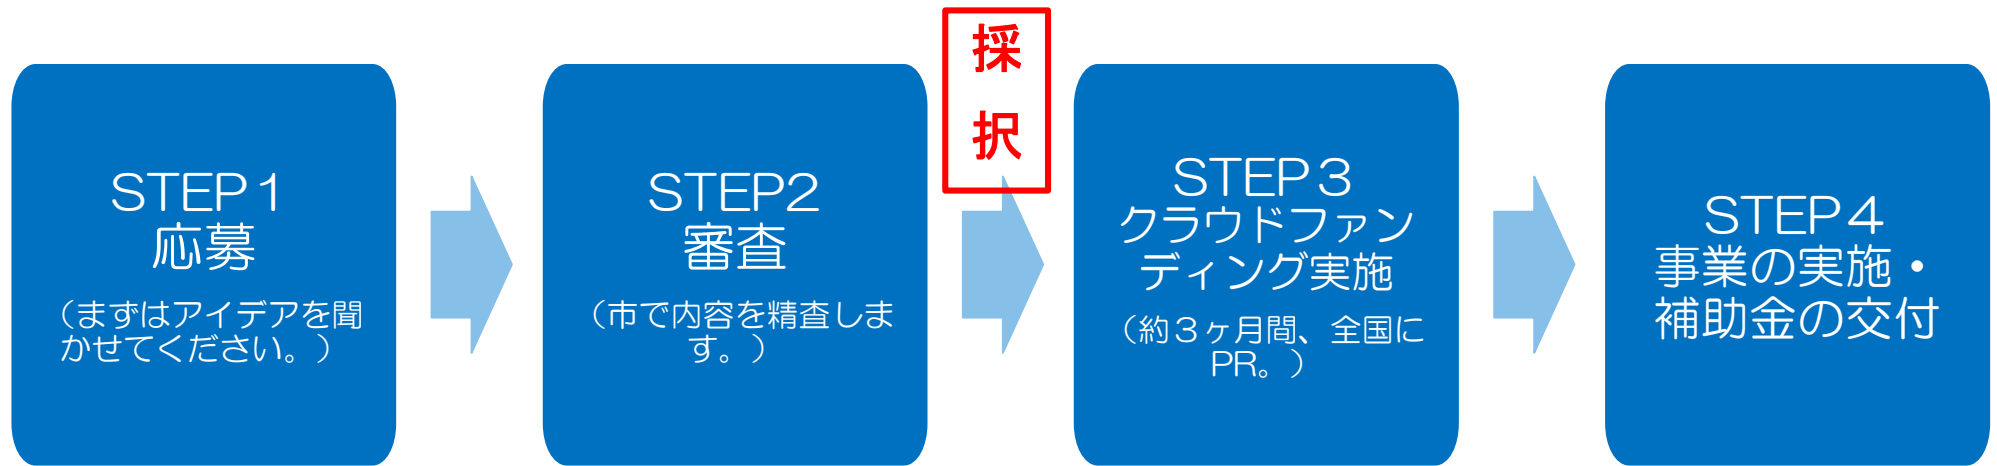 STEP１
応募
（まずはアイデアを聞
かせてください。）
STEP2
審査
（市で内容を精査しま
す。）
採
択
STEP３
クラウドファン
ディング実施
（約３ヶ月間、全国に
PR。）
STEP４
事業の実施・
補助金の交付